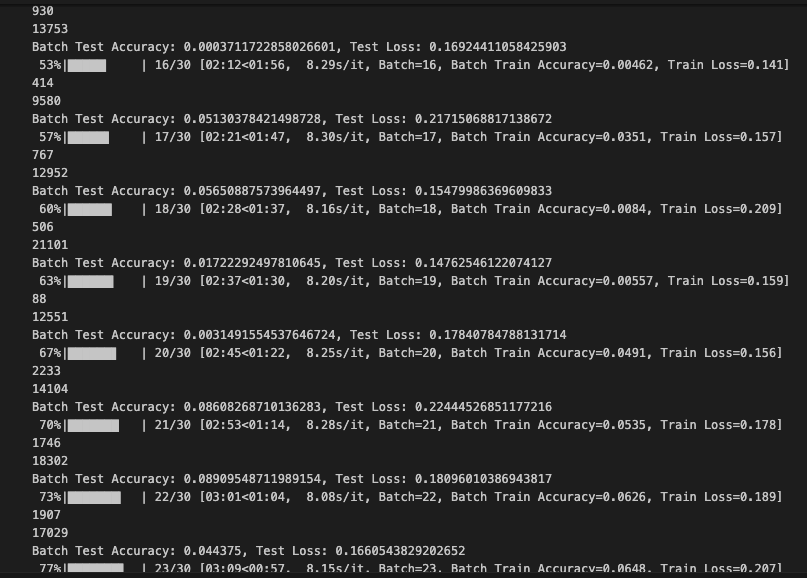 930
13753
Batch Test Accuracy: 0.0003711722858026601, Test Loss: 0.16924411058425903
53%| | 16/30 [02:12<01:56, 8.29s/it, Batch=16, Batch Train Accuracy=0.00462, Train Loss=0.141]
414
9580
Batch Test Accuracy: 0.05130378421498728, Test Loss: 0.21715068817138672
57%| | 17/30 [02:21<01:47, 8.30s/it, Batch=17, Batch Train Accuracy=0.0351, Train Loss=0.157]
767
12952
Batch Test Accuracy: 0.05650887573964497, Test Loss: 0.15479986369609833
60%| | 18/30 [02:28<01:37, 8.16s/it, Batch=18, Batch Train Accuracy=0.0084, Train Loss=0.209]
506
21101
Batch Test Accuracy: 0.01722292497810645, Test Loss: 0.14762546122074127
63%| | 19/30 [02:37<01:30, 8.20s/it, Batch=19, Batch Train Accuracy=0.00557, Train Loss=0.159]
88
12551
Batch Test Accuracy: 0.0031491554537646724, Test Loss: 0.17840784788131714
67%| | 20/30 [02:45<01:22, 8.25s/it, Batch=20, Batch Train Accuracy=0.0491, Train Loss=0.156]
2233
14104
Batch Test Accuracy: 0.08608268710136283, Test Loss: 0.22444526851177216
70%| | 21/30 [02:53<01:14, 8.28s/it, Batch=21, Batch Train Accuracy=0.0535, Train Loss=0.178]
1746
18302
Batch Test Accuracy: 0.08909548711989154, Test Loss: 0.18096010386943817
73%| | 22/30 [03:01<01:04, 8.08s/it, Batch=22, Batch Train Accuracy=0.0626, Train Loss=0.189]
1907
17029
Batch Test Accuracy: 0.044375, Test Loss: 0.1660543829202652
77%| | 23/30 [03:09<00:57, 8.15s/it, Batch=23, Batch Train Accuracy=0.0648, Train Loss=0.207]